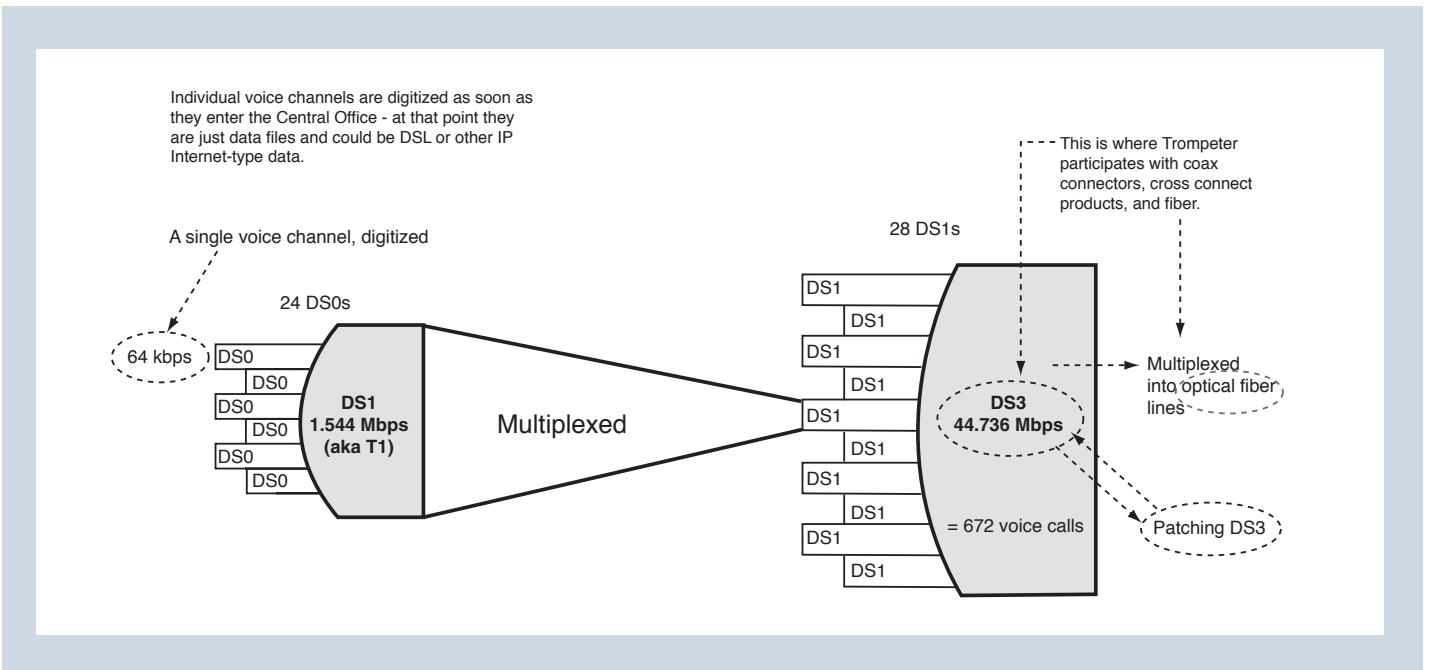 Individual voice channels are digitized as soon as
they enter the Central Office - at that point they
are just data files and could be DSL or other IP
Internet-type data.
This is where Trompeter
participates with coax
connectors, cross connect
products, and fiber.
A single voice channel, digitized
28 DS1s
24 DS0s
64 kbps
DS0
DS0
DS0
DS0
DS0
DS0
DS1
1.544 Mbps
(aka T1)
Multiplexed
DS1
DS1
DS1
DS1
DS1
DS1
DS1
DS1
DS1
DS1
DS3
44.736 Mbps
= 672 voice calls
Multiplexed
into optical fiber
lines
Patching DS3